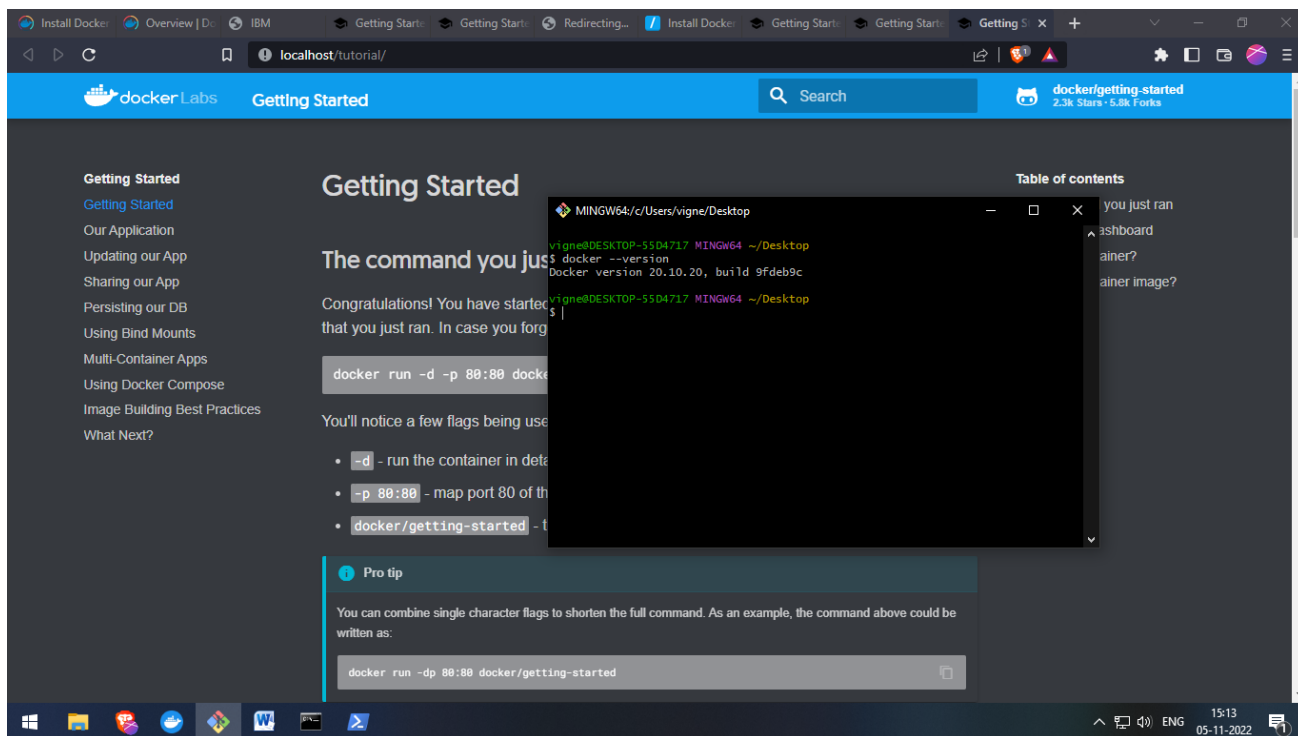 Install Docker
Overview | Do
IBM
Getting Starte
Getting Starte
Redirecting...
Install Docker
Getting Starte
Getting Starte
Getting S
localhost/tutorial/
1
docker Labs
Getting Started
Search
docker/getting-started
2.3k Stars · 5.8k Forks
Getting Started
Getting Started
Our Application
Updating our App
Sharing our App
Persisting our DB
Using Bind Mounts
Multi-Container Apps
Using Docker Compose
Image Building Best Practices
What Next?
Getting Started
The command you jus
Congratulations! You have started
that you just ran. In case you forg
docker run -d -p 80:80 docke
You'll notice a few flags being use
-d - run the container in deta
-p 80:80 - map port 80 of th
docker/getting-started - t
Pro tip
You can combine single character flags to shorten the full command. As an example, the command above could be
written as:
docker run -dp 80:80 docker/getting-started
MINGW64:/c/Users/vigne/Desktop
vigne@DESKTOP-55D4717 MINGW64 ~/Desktop
$ docker --version
Docker version 20.10.20, build 9fdeb9c
vigne@DESKTOP-55D4717 MINGW64 ~/Desktop
$
Table of contents
you just ran
ashboard
ainer?
ainer image?
ENG
15:13
05-11-2022
1